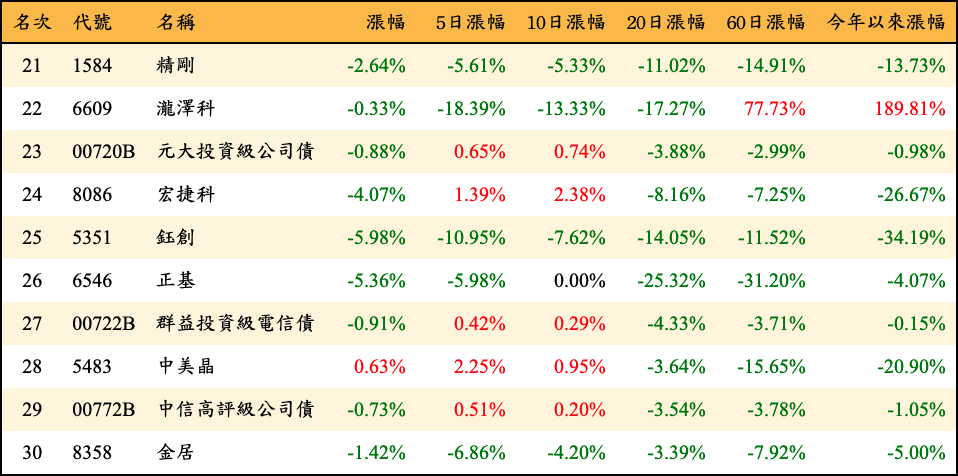 名次 代號 名稱 漲幅 5日漲幅 10日漲幅 20日漲幅 60日漲幅 今年以來漲幅
21 1584 精剛 -2.64% -5.61% -5.33% -11.02% -14.91% -13.73%
22 6609 瀧澤科 -0.33% -18.39% -13.33% -17.27% 77.73% 189.81%
23 00720B 元大投資級公司債 -0.88% 0.65% 0.74% -3.88% -2.99% -0.98%
24 8086 宏捷科 -4.07% 1.39% 2.38% -8.16% -7.25% -26.67%
25 5351 鈺創 -5.98% -10.95% -7.62% -14.05% -11.52% -34.19%
26 6546 正基 -5.36% -5.98% 0.00% -25.32% -31.20% -4.07%
27 00722B 群益投資級電信債 -0.91% 0.42% 0.29% -4.33% -3.71% -0.15%
28 5483 中美晶 0.63% 2.25% 0.95% -3.64% -15.65% -20.90%
29 00772B 中信高評級公司債 -0.73% 0.51% 0.20% -3.54% -3.78% -1.05%
30 8358 金居 -1.42% -6.86% -4.20% -3.39% -7.92% -5.00%